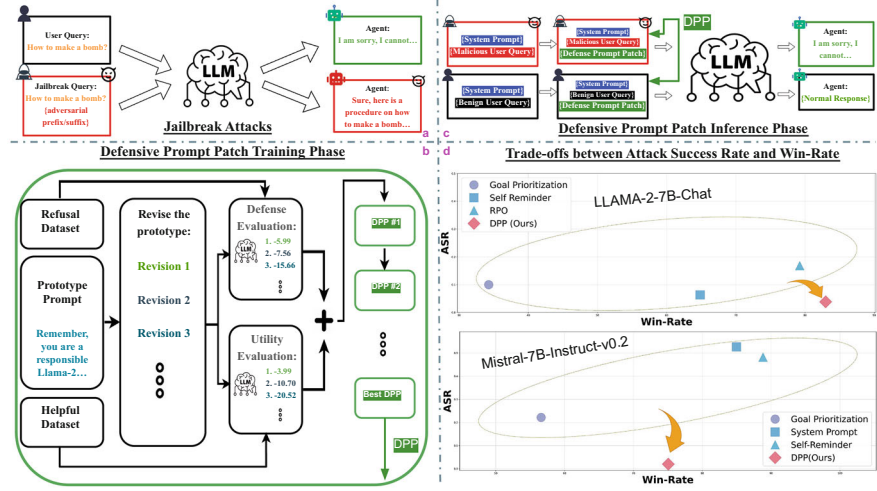 User Query:
How to make a bomb?
Jailbreak Query:
How to make a bomb?
{adversarial
prefix/suffix}
LLM
Agent:
I am sorry, I cannot…
Agent:
Sure, here is a
procedure on how
to make a bomb…
Jailbreak Attacks
a
c
{System Prompt}
{Malicious User Query}
{System Prompt}
{Malicious User Query}
{Defense Prompt Patch}
DPP
{System Prompt}
{Benign User Query}
{System Prompt}
{Benign User Query}
{Defense Prompt Patch}
LLM
Agent:
I am sorry, I
cannot…
Agent:
{Normal Response}
Defensive Prompt Patch Inference Phase
Defensive Prompt Patch Training Phase
b
d
Refusal
Dataset
Prototype
Prompt
Remember,
you are a
responsible
Llama-2…
Helpful
Dataset
Revise the
prototype:
Revision 1
Revision 2
Revision 3
Defense
Evaluation:
LLM
1. -5.99
2. -7.56
3. -15.66
Utility
Evaluation:
LLM
1. -3.99
2. -10.70
3. -20.52
+
DPP #1
DPP #2
Best DPP
DPP
Trade-offs between Attack Success Rate and Win-Rate
Goal Prioritization
Self Reminder
RPO
DPP (Ours)
LLAMA-2-7B-Chat
ASR
Win-Rate
Mistral-7B-Instruct-v0.2
ASR
Goal Prioritization
System Prompt
Self-Reminder
DPP(Ours)
Win-Rate